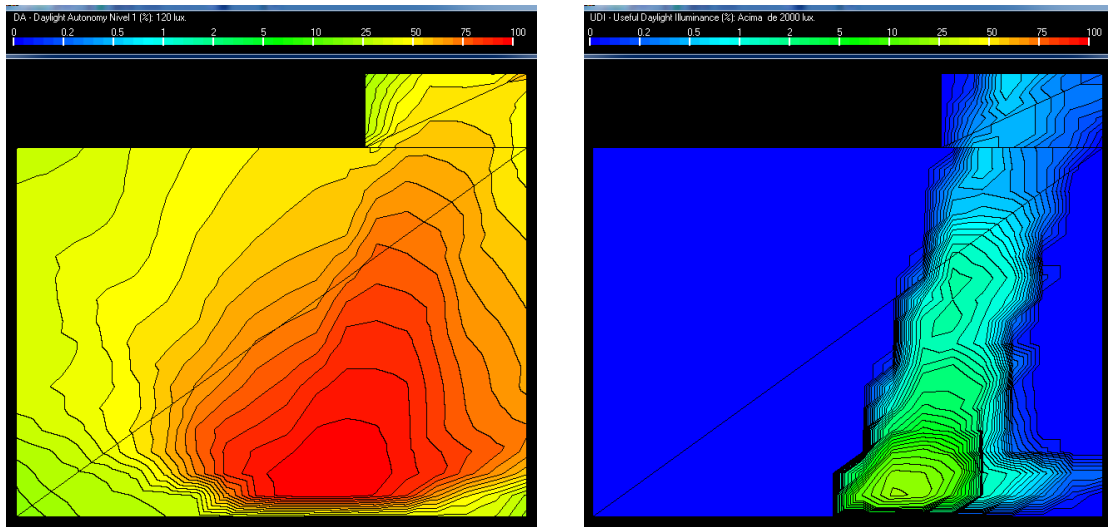 DA - Daylight Autonomy Nivel 1 (%): 120 lux.
0 0.2 0.5 1 2 5 10 25 50 75 100
UDI - Useful Daylight Illuminance (%): Acima de 2000 lux.
0 0.2 0.5 1 2 5 10 25 50 75 100